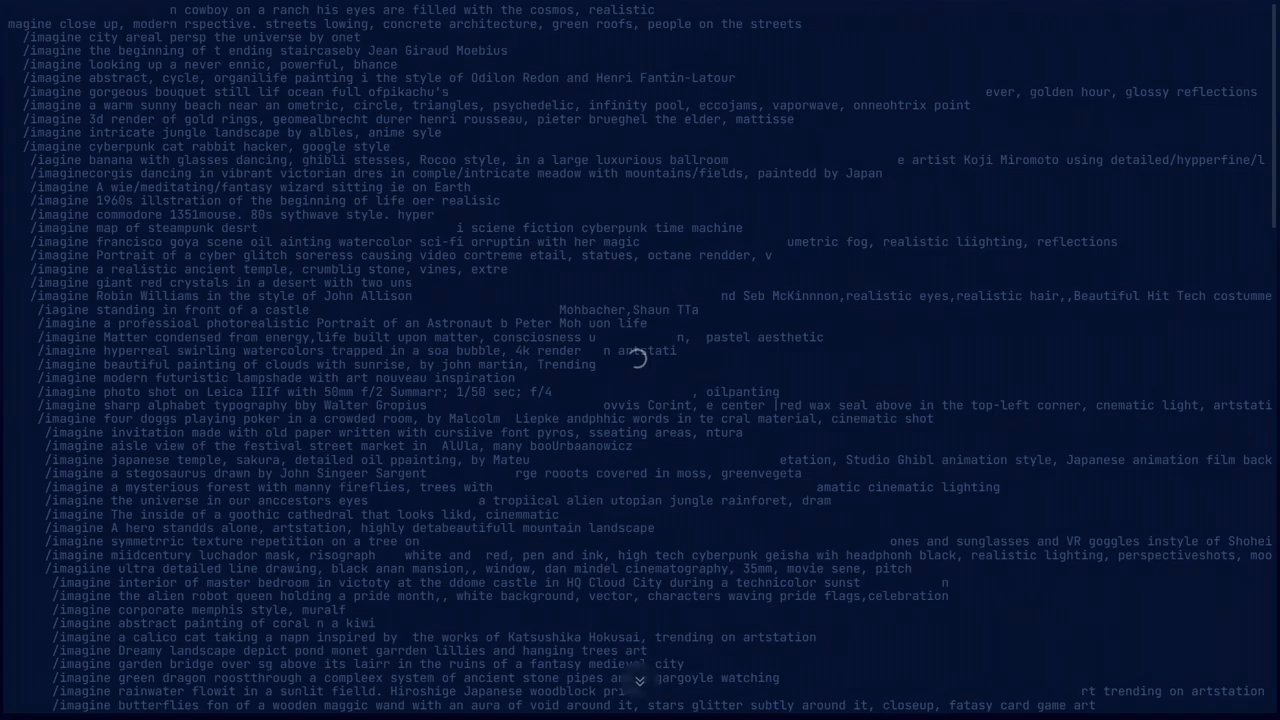 n cowboy on a ranch his eyes are filled with the cosmos, realistic
magine close up, modern rspective. streets lowing, concrete architecture, green roofs, people on the streets
/imagine city areal persp the universe by onet
/imagine the beginning of t ending staircaseby Jean Giraud Moebius
/imagine looking up a never ennic, powerful, bhance
/imagine abstract, cycle, organilife painting i the style of Odilon Redon and Henri Fantin-Latour
/imagine gorgeous bouquet still lif ocean full ofpikachu's ever, golden hour, glossy reflections
/imagine a warm sunny beach near an ometric, circle, triangles, psychedelic, infinity pool, eccojams, vaporwave, onneohtrix point
/imagine 3d render of gold rings, geomealbrecht durer henri rousseau, pieter brueghel the elder, mattisse
/imagine intricate jungle landscape by albles, anime syle
/imagine cyberpunk cat rabbit hacker, google style
/iagine banana with glasses dancing, ghibli stesses, Rocoo style, in a large luxurious ballroom e artist Koji Miromoto using detailed/hypperfine/l
/imaginecorgis dancing in vibrant victorian dres in comple/intricate meadow with mountains/fields, paintedd by Japan
/imagine A wie/meditating/fantasy wizard sitting ie on Earth
/imagine 1960s illstration of the beginning of life oer realisic
/imagine commodore 1351mouse. 80s sythwave style. hyper
/imagine map of steampunk desrt i sciene fiction cyberpunk time machine
/imagine francisco goya scene oil ainting watercolor sci-fi orruptin with her magic umetric fog, realistic liighting, reflections
/imagine Portrait of a cyber glitch soreress causing video cortreme etail, statues, octane rendder, v
/imagine a realistic ancient temple, crumblig stone, vines, extre
/imagine giant red crystals in a desert with two uns
/imagine Robin Williams in the style of John Allison nd Seb McKinnnon,realistic eyes,realistic hair,,Beautiful Hit Tech costumme
/iagine standing in front of a castle Mohbacher,Shaun TTa
/imagine a professioal photorealistic Portrait of an Astronaut b Peter Moh uon life
/imagine Matter condensed from energy,life built upon matter, consciosness u n, pastel aesthetic
/imagine hyperreal swirling watercolors trapped in a soa bubble, 4k render n artstati
/imagine beautiful painting of clouds with sunrise, by john martin, Trending
/imagine modern futuristic lampshade with art nouveau inspiration
/imagine photo shot on Leica IIIf with 50mm f/2 Summarr; 1/50 sec; f/4 , oilpanting
/imagine sharp alphabet typography bby Walter Gropius ovvis Corint, e center |red wax seal above in the top-left corner, cnematic light, artstati
/imagine four doggs playing poker in a crowded room, by Malcolm Liepke andphhic words in te cral material, cinematic shot
/imagine invitation made with old paper written with cursiive font pyros, sseating areas, ntura
/imagine aisle view of the festival street market in AlUla, many booUrbaanowicz
/imagine japanese temple, sakura, detailed oil ppainting, by Mateu etation, Studio Ghibl animation style, Japanese animation film back
/imagine a stegosaurus drawn by John Singeer Sargent rge rooots covered in moss, greenvegeta
/imagine a mysterious forest with manny fireflies, trees with amatic cinematic lighting
/imagine the universe in our anccestors eyes a tropiical alien utopian jungle rainforet, dram
/imagine The inside of a goothic cathedral that looks likd, cinemmatic
/imagine A hero standds alone, artstation, highly detabeautifull mountain landscape
/imagine symmetrric texture repetition on a tree on ones and sunglasses and VR goggles instyle of Shohei
/imagine miidcentury luchador mask, risograph white and red, pen and ink, high tech cyberpunk geisha wih headphonh black, realistic lighting, perspectiveshots, moo
/imagine ultra detailed line drawing, black anan mansion,, window, dan mindel cinematography, 35mm, movie sene, pitch
/imagine interior of master bedroom in victoty at the ddome castle in HQ Cloud City during a technicolor sunst n
/imagine the alien robot queen holding a pride month,, white background, vector, characters waving pride flags,celebration
/imagine corporate memphis style, muralf
/imagine abstract painting of coral n a kiwi
/imagine a calico cat taking a napn inspired by the works of Katsushika Hokusai, trending on artstation
/imagine Dreamy landscape depict pond monet garrden lillies and hanging trees art
/imagine garden bridge over sg above its lairr in the ruins of a fantasy medieval city
/imagine green dragon roostthrough a compleex system of ancient stone pipes an gargoyle watching
/imagine rainwater flowit in a sunlit fielld. Hiroshige Japanese woodblock pri rt trending on artstation
/imagine butterflies fon of a wooden maggic wand with an aura of void around it, stars glitter subtly around it, closeup, fatasy card game art